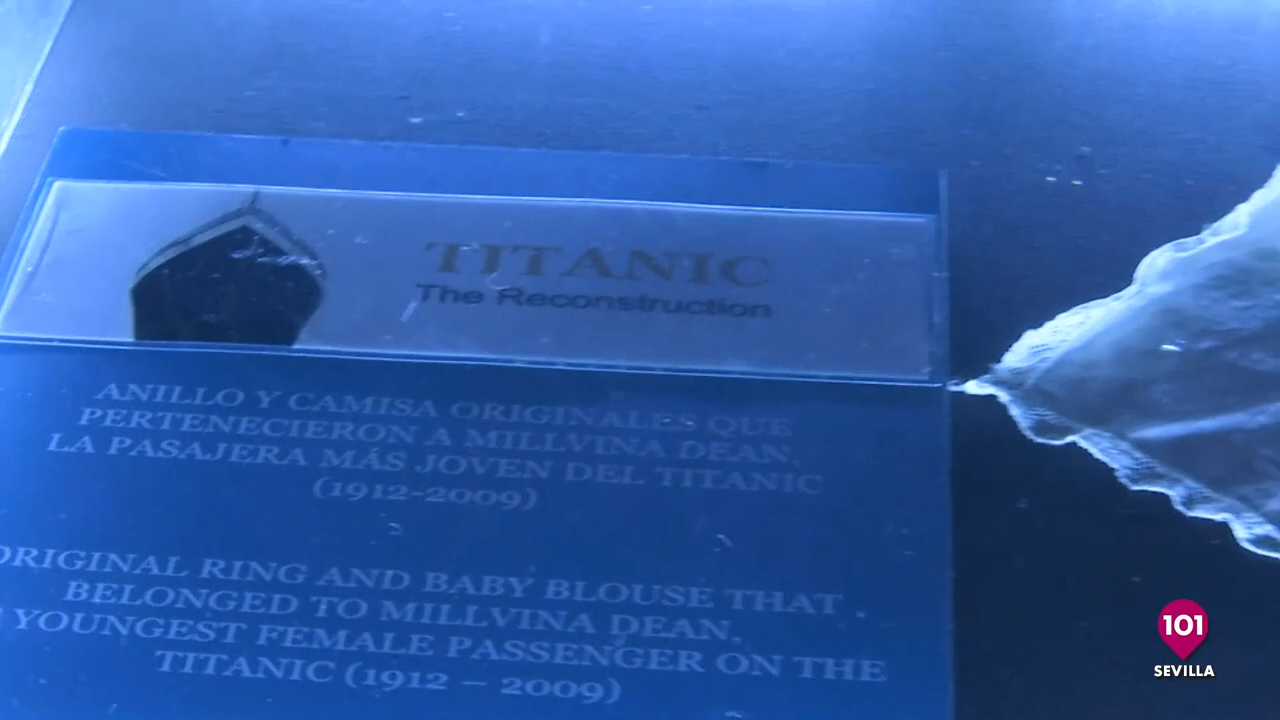 TITANIC
The Reconstruction
ANILLO Y CAMISA ORIGINALES QUE
PERTENECIERON A MILLVINA DEAN.
LA PASAJERA MÁS JOVEN DEL TITANIC
(1912-2009)
ORIGINAL RING AND BABY BLOUSE THAT
BELONGED TO MILLVINA DEAN.
YOUNGEST FEMALE PASSENGER ON THE
TITANIC (1912 – 2009)
101
SEVILLA